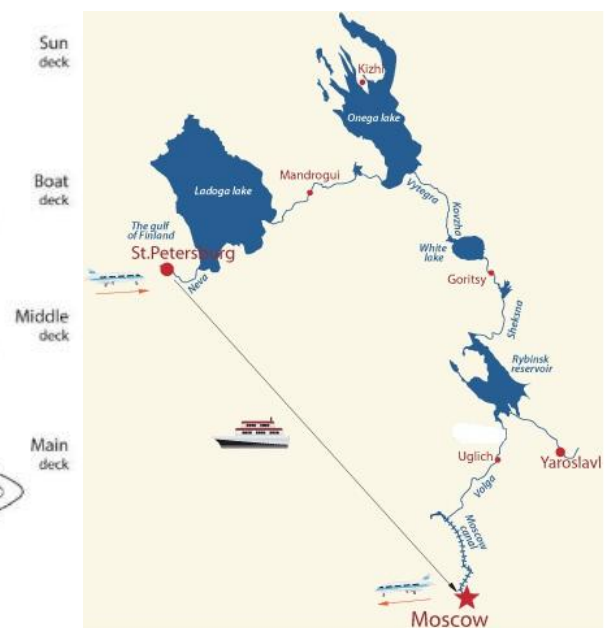 Sun
deck
Boat
deck
Middle
deck
Main
deck
Kizhi
Onega lake
Mandrogui
Ladoga lake
Vytegra
Kovzha
The gulf
of Finland
St.Petersburg
Neva
White
lake
Goritsy
Sheksna
Rybinsk
reservoir
Uglich
Yaroslavl
Volga
Moscow
canal
Moscow